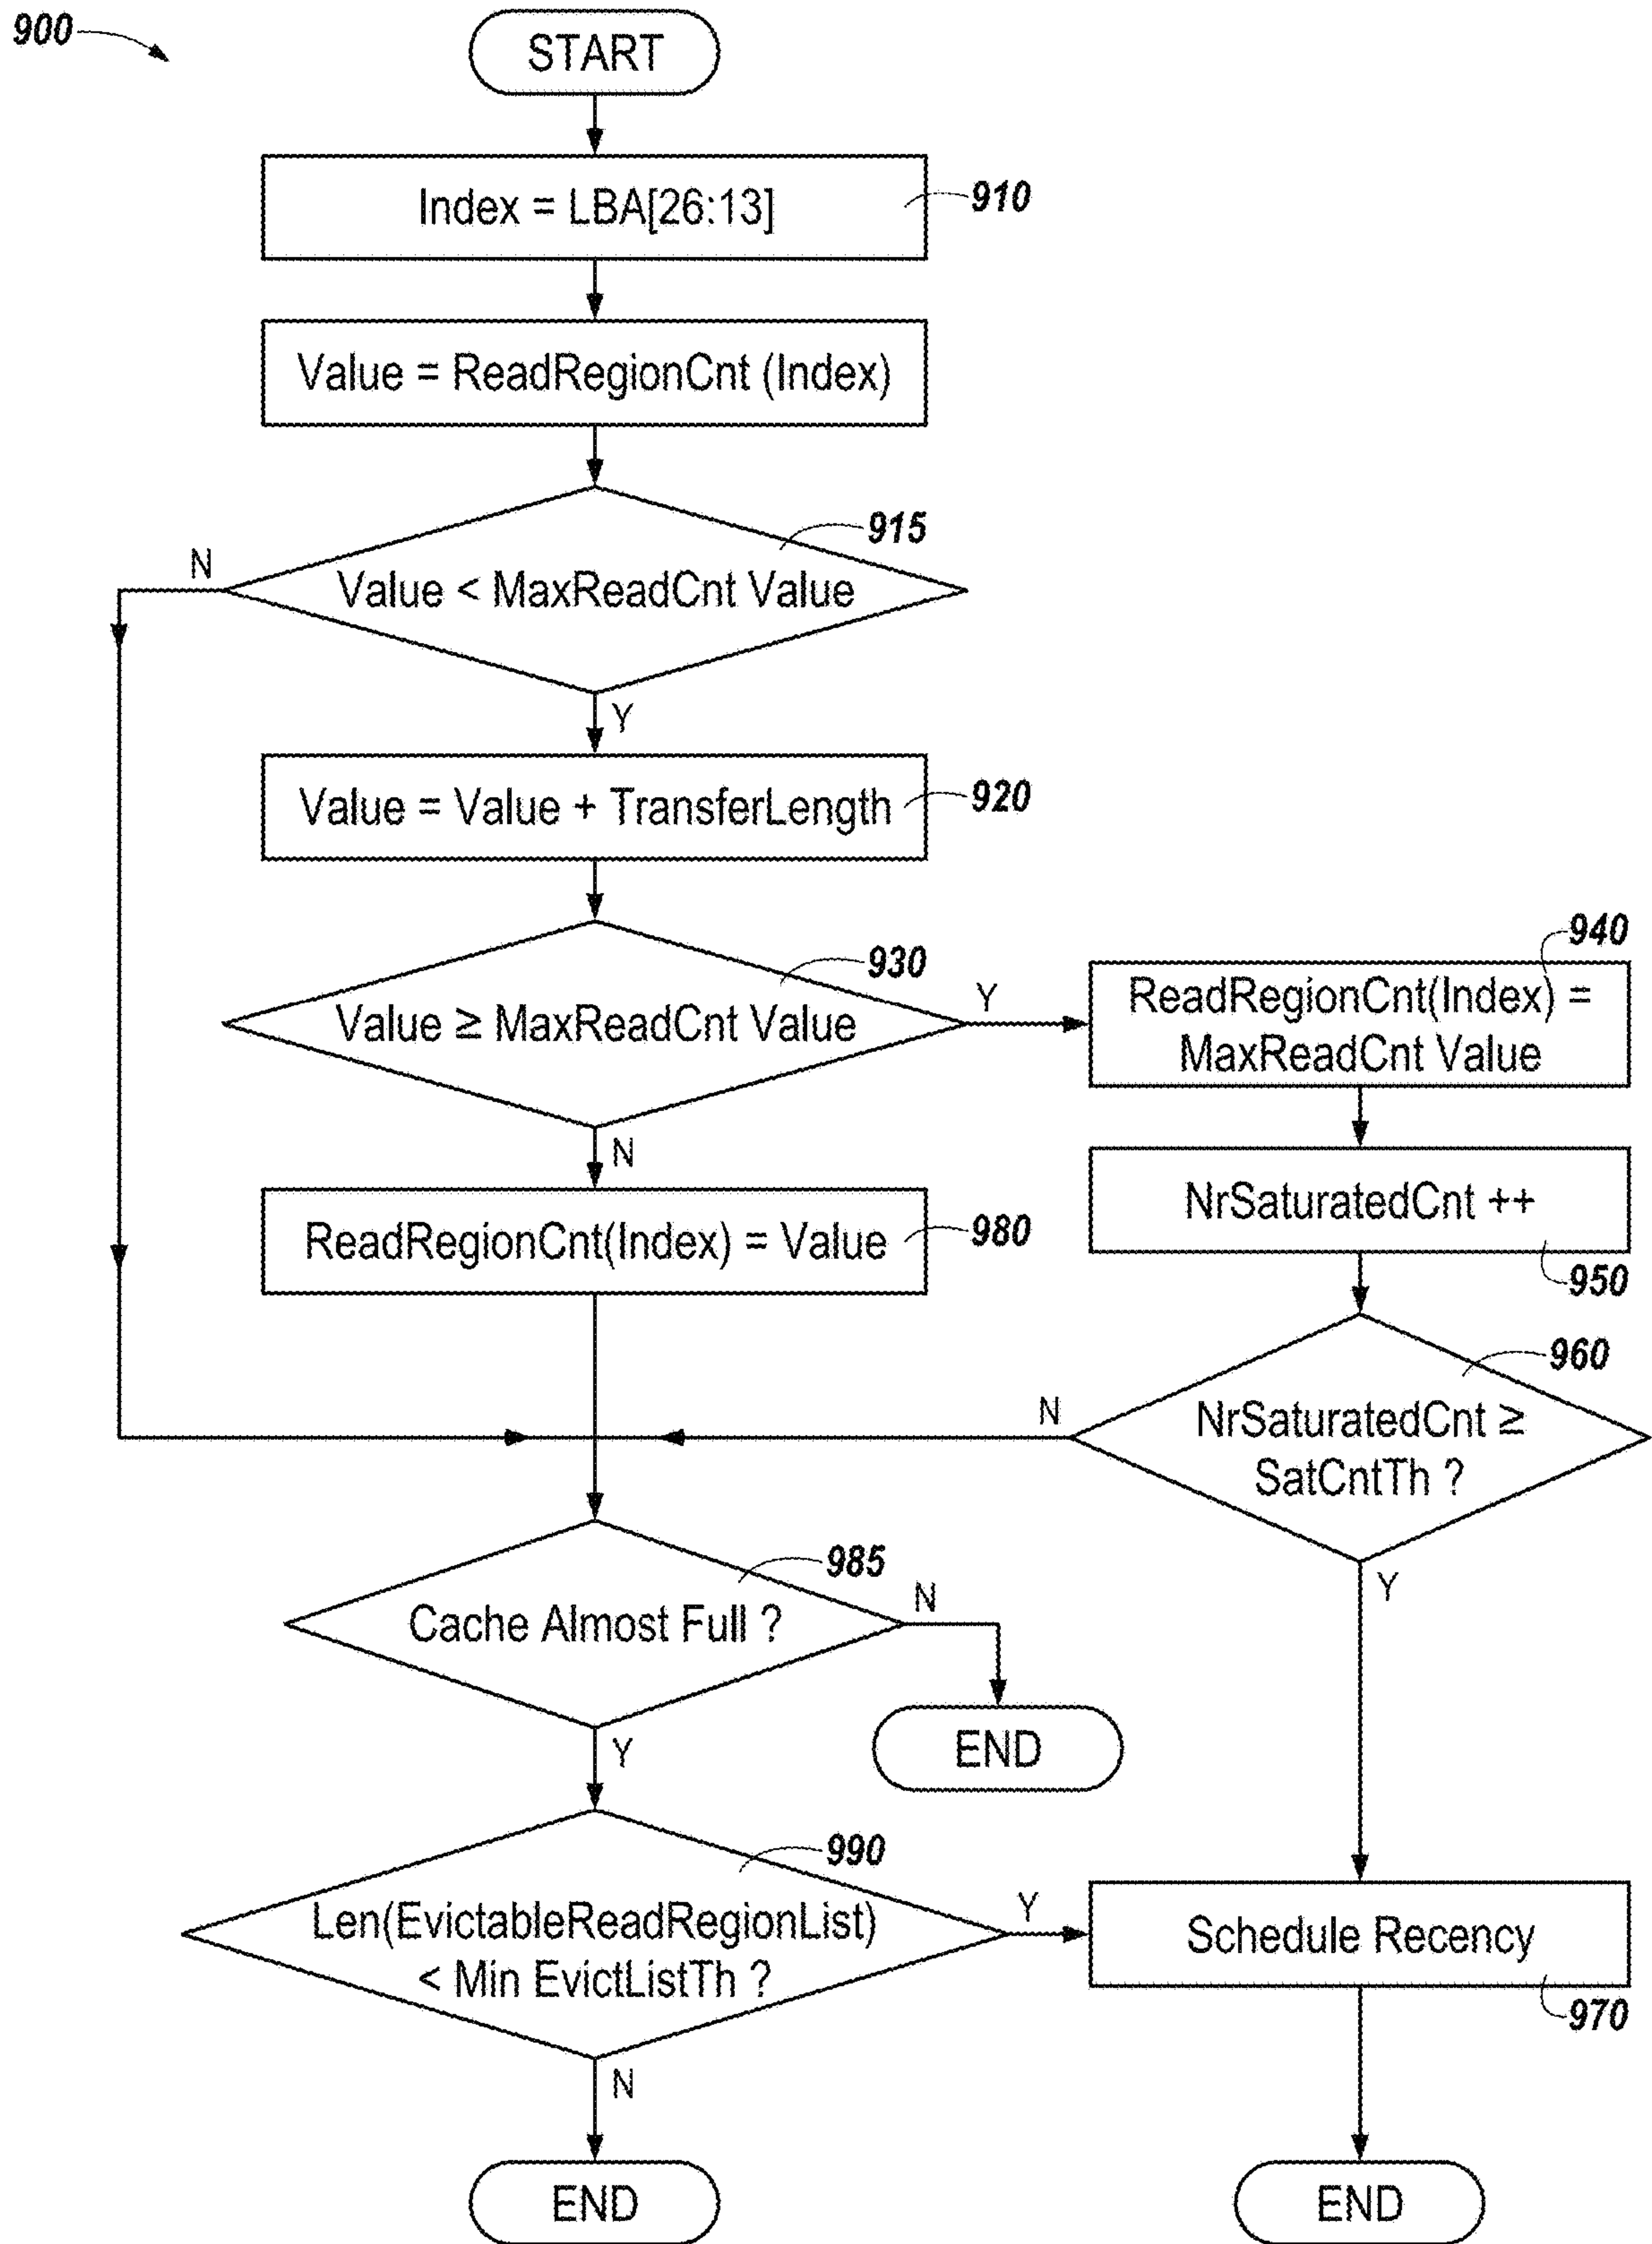 900
START
Index = LBA[26:13]
910
Value = ReadRegionCnt (Index)
915
N
Value < MaxReadCnt Value
Y
Value = Value + TransferLength
920
930
Value ≥ MaxReadCnt Value
Y
N
940
ReadRegionCnt(Index) =
MaxReadCnt Value
ReadRegionCnt(Index) = Value
980
NrSaturatedCnt ++
950
960
N
NrSaturatedCnt ≥
SatCntTh ?
Y
985
Cache Almost Full ?
N
END
Y
990
Len(EvictableReadRegionList)
< Min EvictListTh ?
Y
N
Schedule Recency
970
END
END